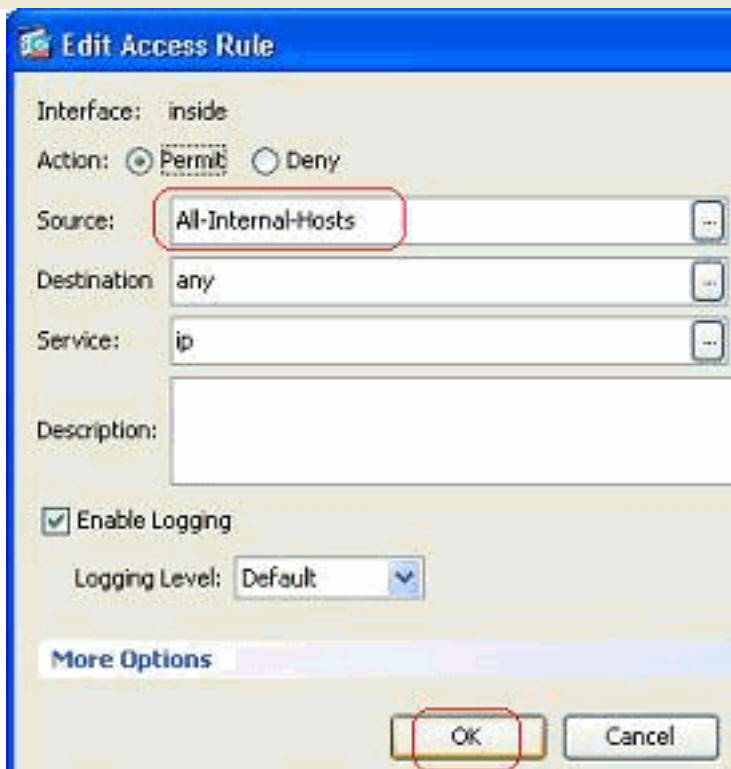 Edit Access Rule
Interface: inside
Action: Permit Deny
Source: All-Internal-Hosts ...
Destination any ...
Service: ip ...
Description:
Enable Logging
Logging Level: Default
More Options
OK Cancel